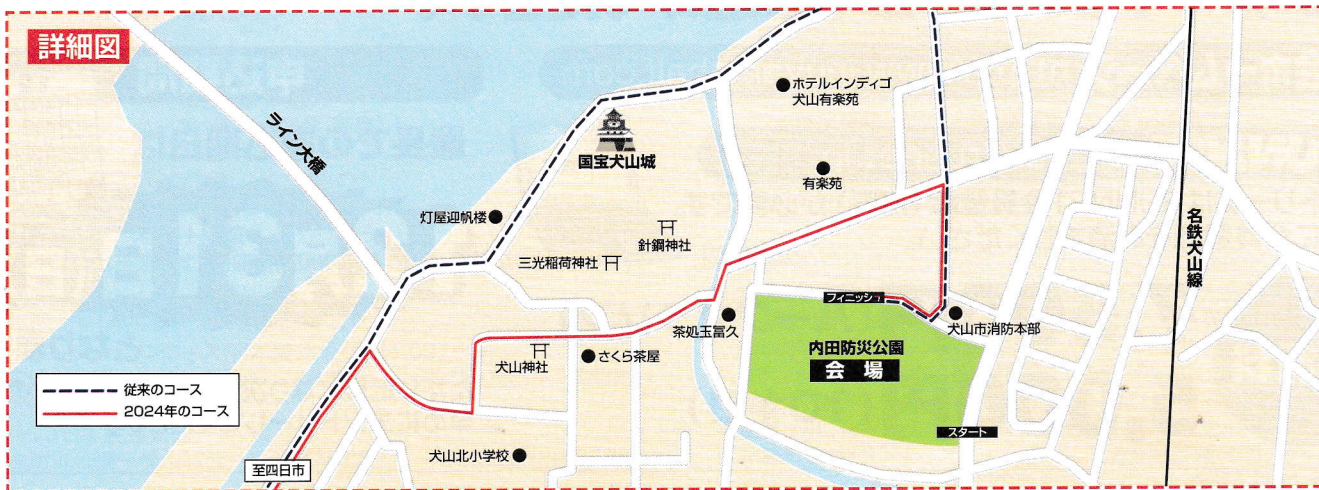 詳細図
ライン大橋
ホテルインディゴ
犬山有楽苑
国宝犬山城
有楽苑
灯屋迎帆楼
針鋼神社
三光稲荷神社
名鉄犬山線
フィニッシュ
茶処玉冨久
犬山市消防本部
内田防災公園
会場
犬山神社
さくら茶屋
従来のコース
2024年のコース
スタート
犬山北小学校
至四日市